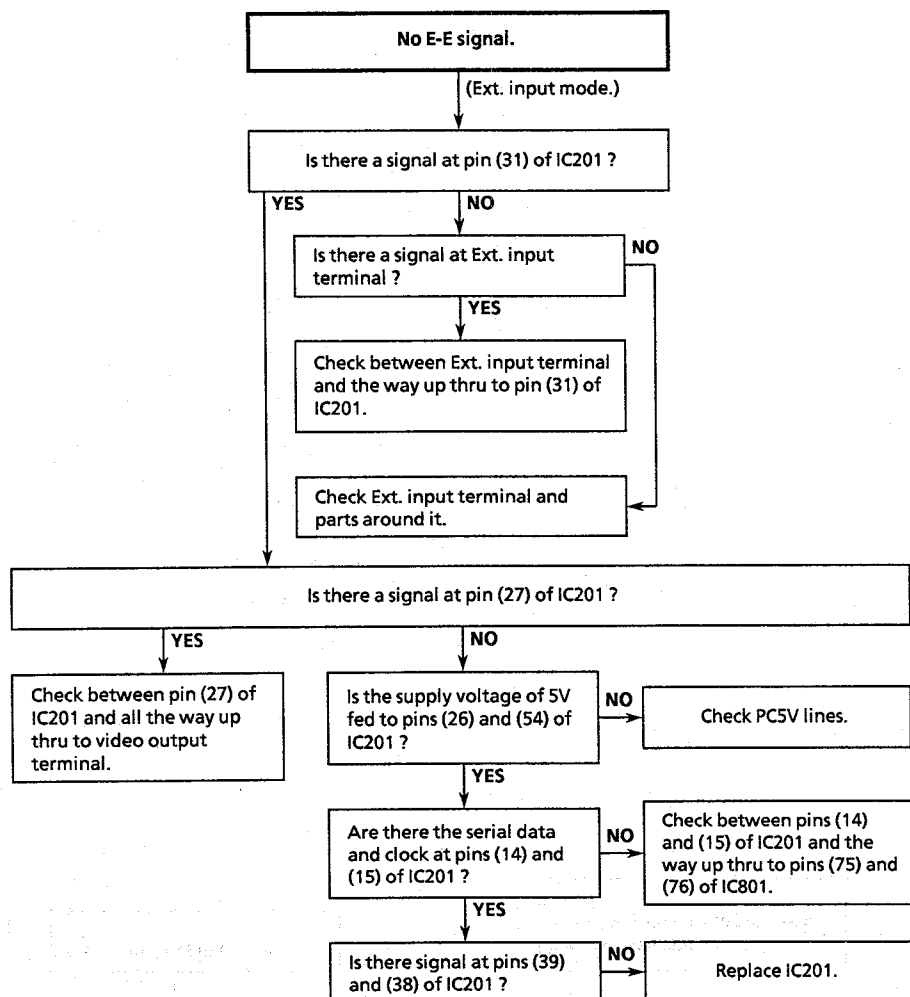 No E-E signal.
(Ext. input mode.)
Is there a signal at pin (31) of IC201 ?
YES
NO
Is there a signal at Ext. input
terminal ?
NO
YES
Check between Ext. input terminal
and the way up thru to pin (31) of
IC201.
Check Ext. input terminal and
parts around it.
Is there a signal at pin (27) of IC201 ?
YES
NO
Check between pin (27) of
IC201 and all the way up
thru to video output
terminal.
Is the supply voltage of 5V
fed to pins (26) and (54) of
IC201 ?
NO
Check PC5V lines.
YES
Are there the serial data
and clock at pins (14) and
(15) of IC201 ?
NO
Check between pins (14)
and (15) of IC201 and the
way up thru to pins (75) and
(76) of IC801.
YES
Is there signal at pins (39)
and (38) of IC201 ?
NO
Replace IC201.